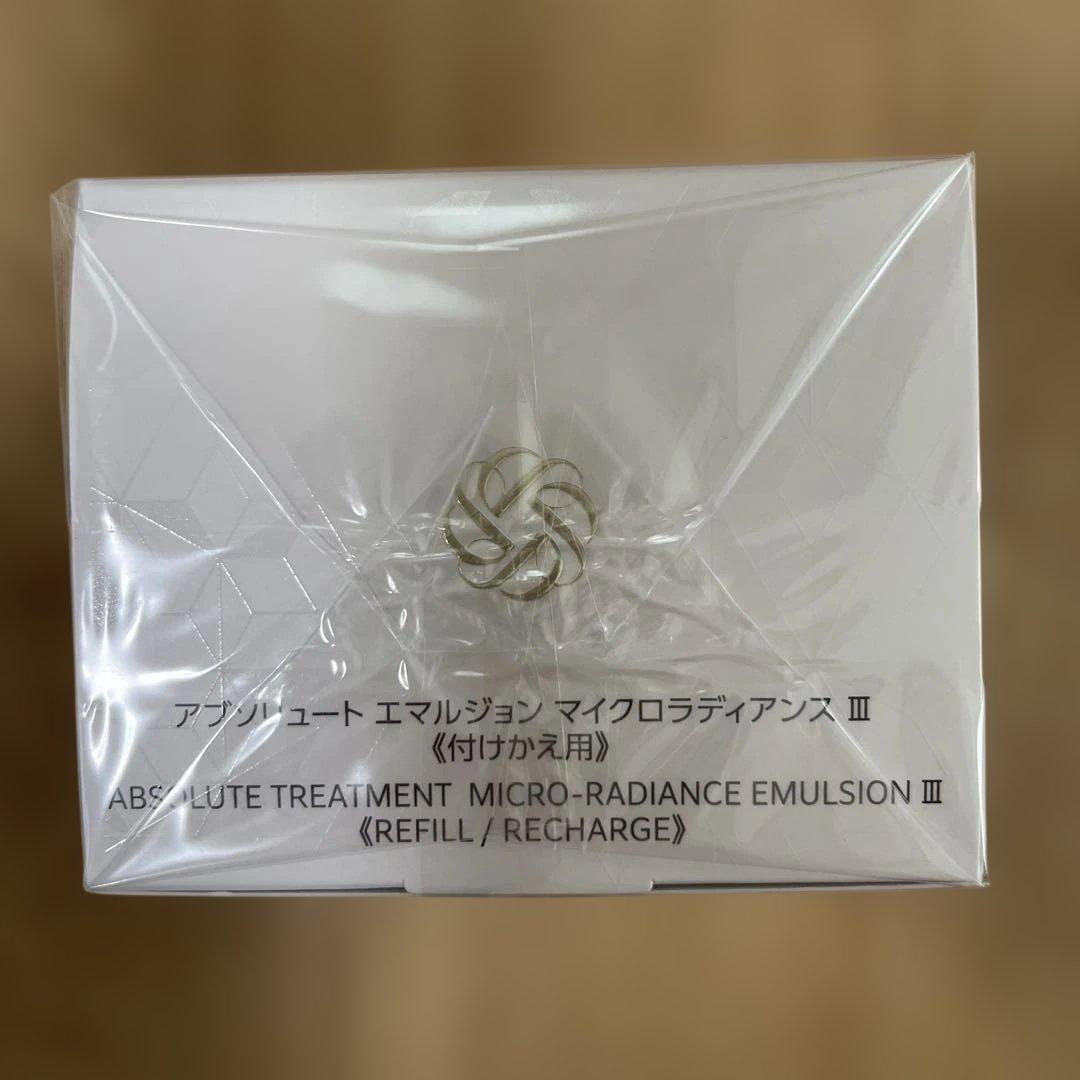 アブソリュート エマルジョン マイクロラディアンス Ⅲ
《付けかえ用》
ABSOLUTE TREATMENT MICRO-RADIANCE EMULSION Ⅲ
《REFILL / RECHARGE》